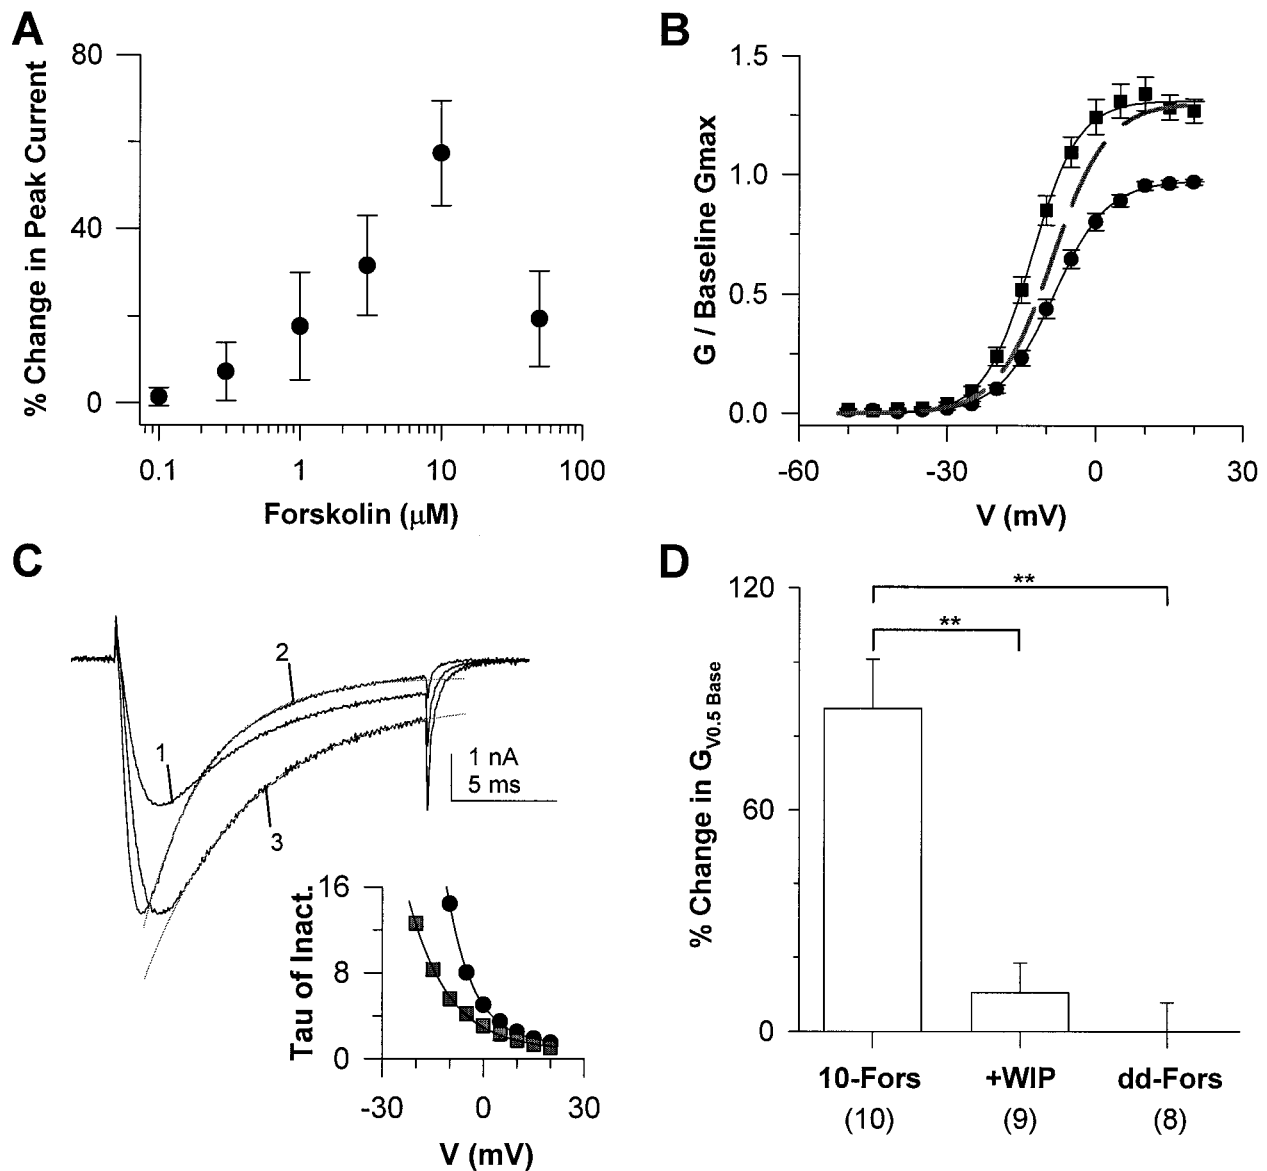 A
% Change in Peak Current
80
40
0
0.1
1
10
100
Forskolin (μM)
B
G / Baseline Gmax
1.5
1.0
0.5
0.0
-60
-30
0
30
V (mV)
C
1
2
3
1 nA
5 ms
Tau of Inact.
16
8
0
-30
0
30
V (mV)
D
% Change in GV0.5 Base
120
60
0
**
**
10-Fors
+WIP
dd-Fors
(10)
(9)
(8)